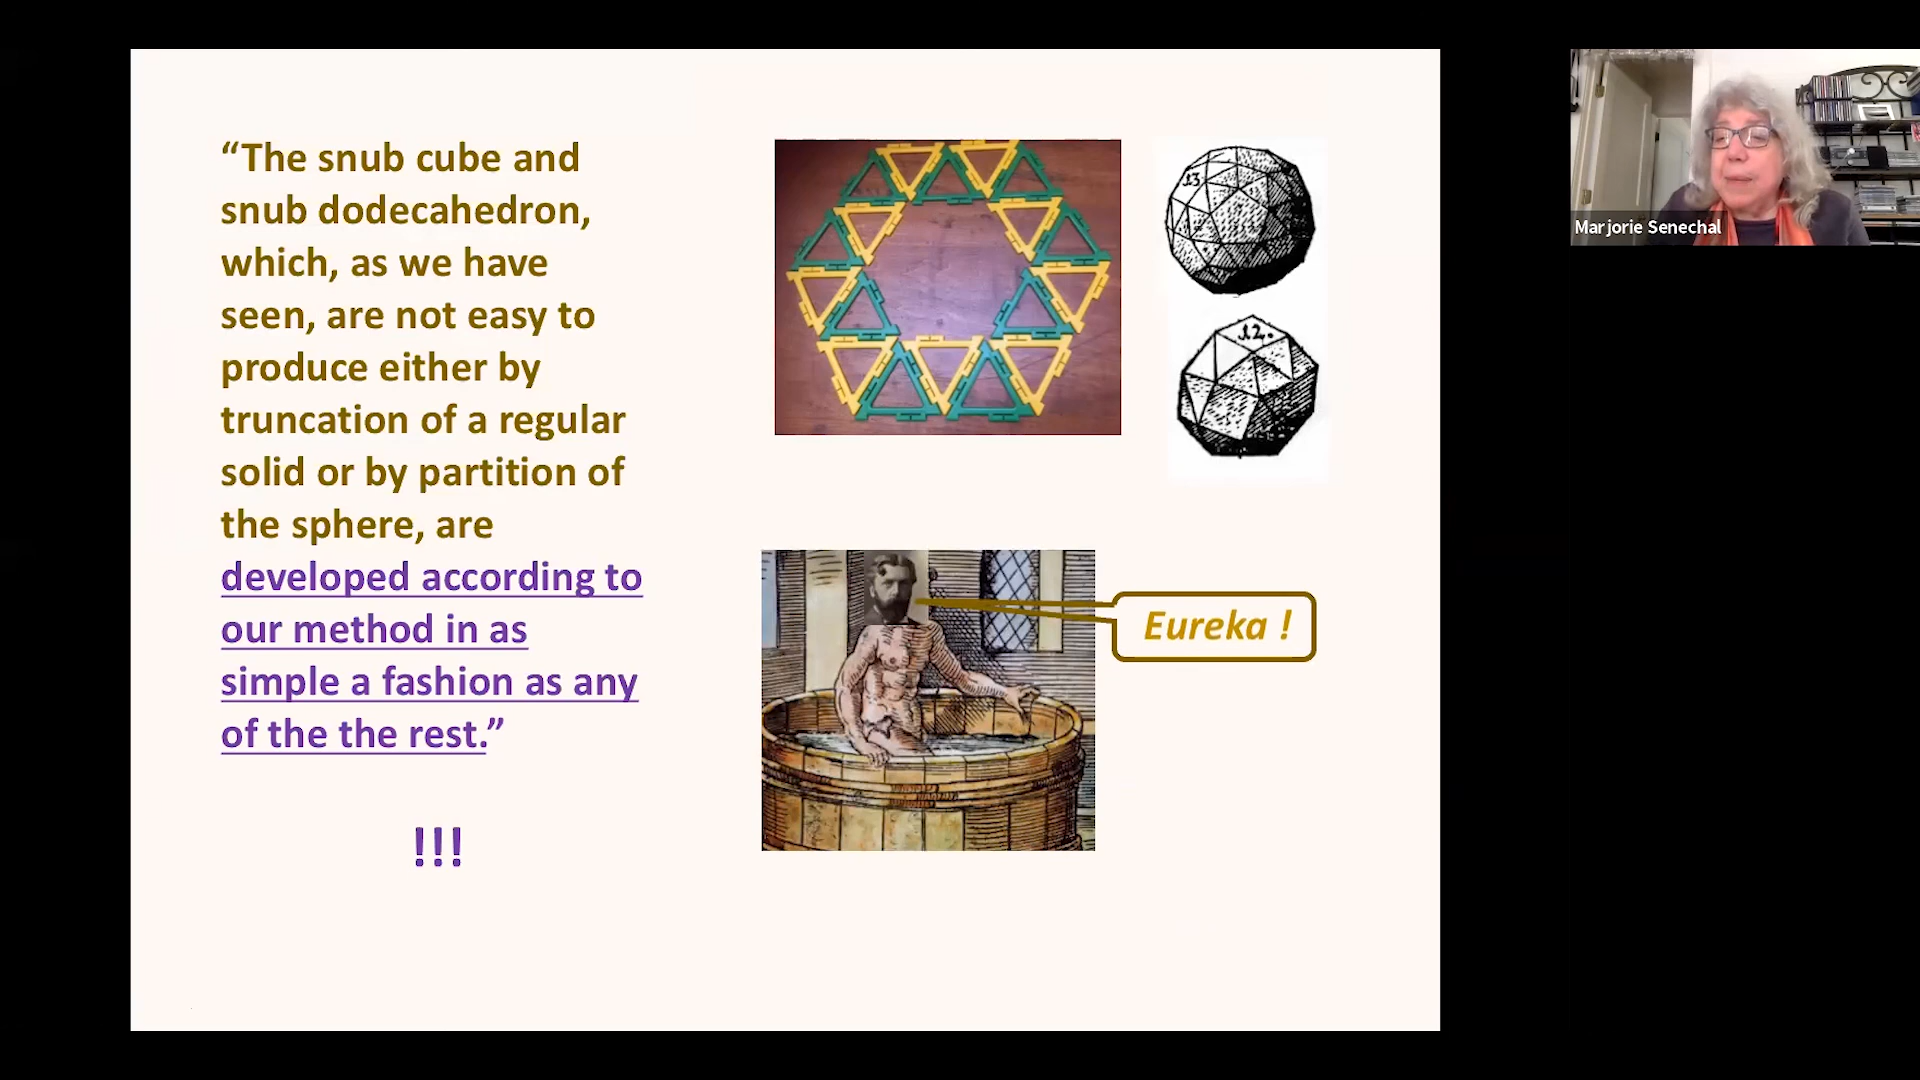 “The snub cube and
snub dodecahedron,
which, as we have
seen, are not easy to
produce either by
truncation of a regular
solid or by partition of
the sphere, are
developed according to
our method in as
simple a fashion as any
of the the rest.”
!!!
13
12.
Eureka !
Marjorie Senechal